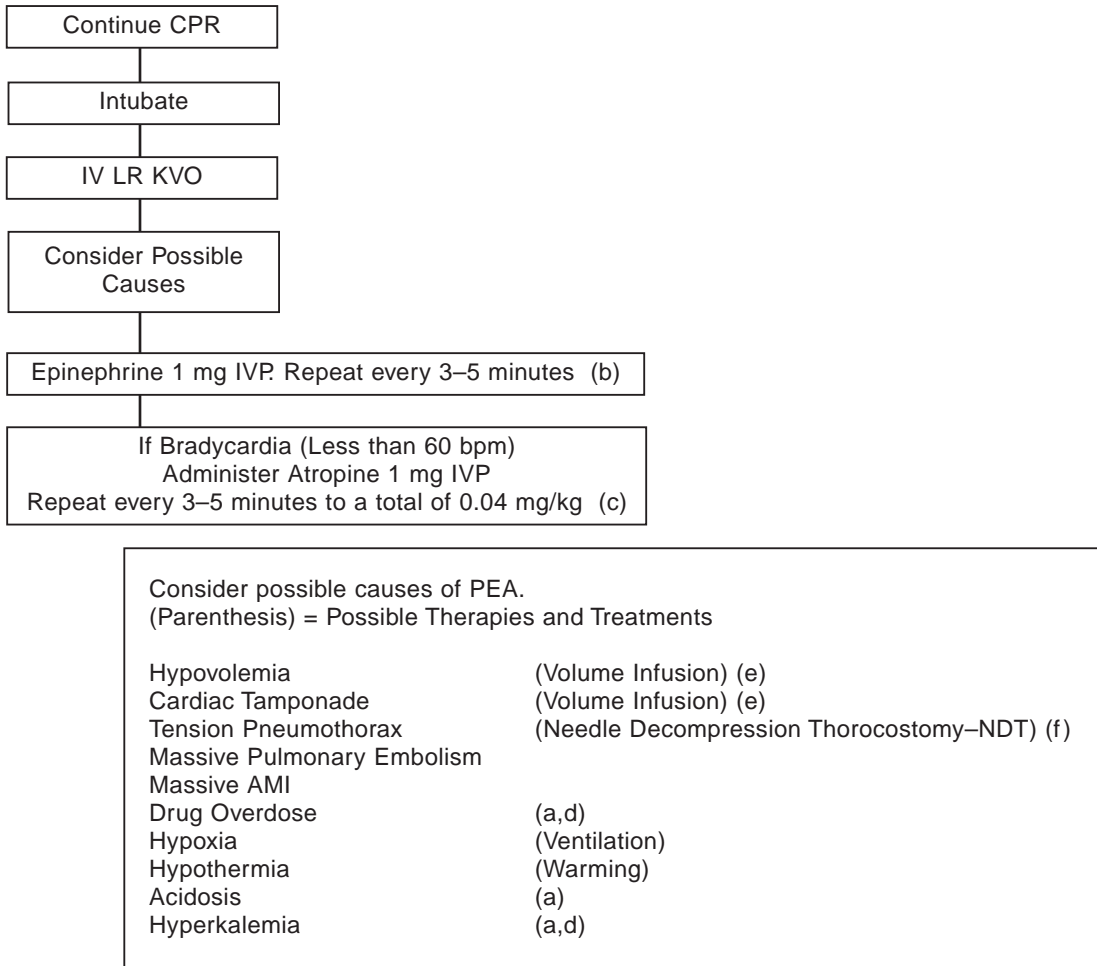 Continue CPR
Intubate
IV LR KVO
Consider Possible
Causes
Epinephrine 1 mg IVP. Repeat every 3–5 minutes (b)
If Bradycardia (Less than 60 bpm)
Administer Atropine 1 mg IVP
Repeat every 3–5 minutes to a total of 0.04 mg/kg (c)
Consider possible causes of PEA.
(Parenthesis) = Possible Therapies and Treatments
Hypovolemia (Volume Infusion) (e)
Cardiac Tamponade (Volume Infusion) (e)
Tension Pneumothorax (Needle Decompression Thorocostomy–NDT) (f)
Massive Pulmonary Embolism
Massive AMI
Drug Overdose (a,d)
Hypoxia (Ventilation)
Hypothermia (Warming)
Acidosis (a)
Hyperkalemia (a,d)